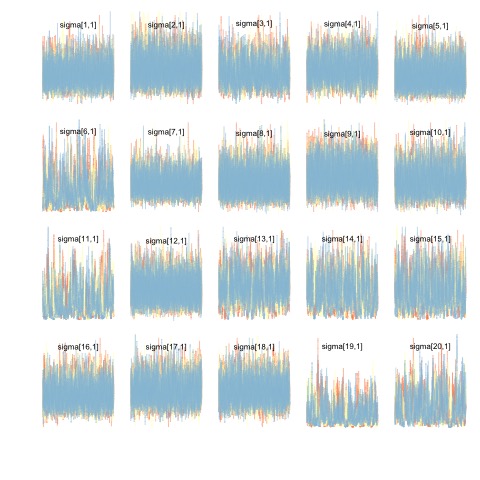 sigma[1,1] sigma[2,1] sigma[3,1] sigma[4,1] sigma[5,1]
sigma[6,1] sigma[7,1] sigma[8,1] sigma[9,1] sigma[10,1]
sigma[11,1] sigma[12,1] sigma[13,1] sigma[14,1] sigma[15,1]
sigma[16,1] sigma[17,1] sigma[18,1] sigma[19,1] sigma[20,1]